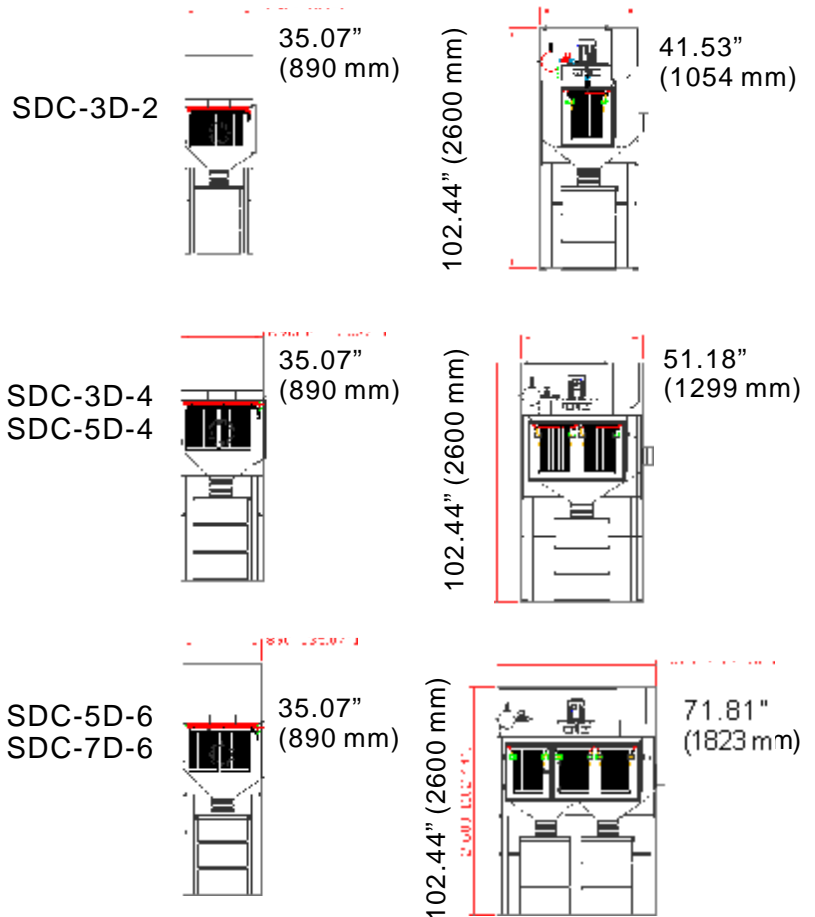 35.07”
(890 mm)
SDC-3D-2
102.44” (2600 mm)
41.53”
(1054 mm)
35.07”
(890 mm)
SDC-3D-4
SDC-5D-4
102.44” (2600 mm)
51.18”
(1299 mm)
35.07”
(890 mm)
SDC-5D-6
SDC-7D-6
102.44” (2600 mm)
71.81"
(1823 mm)